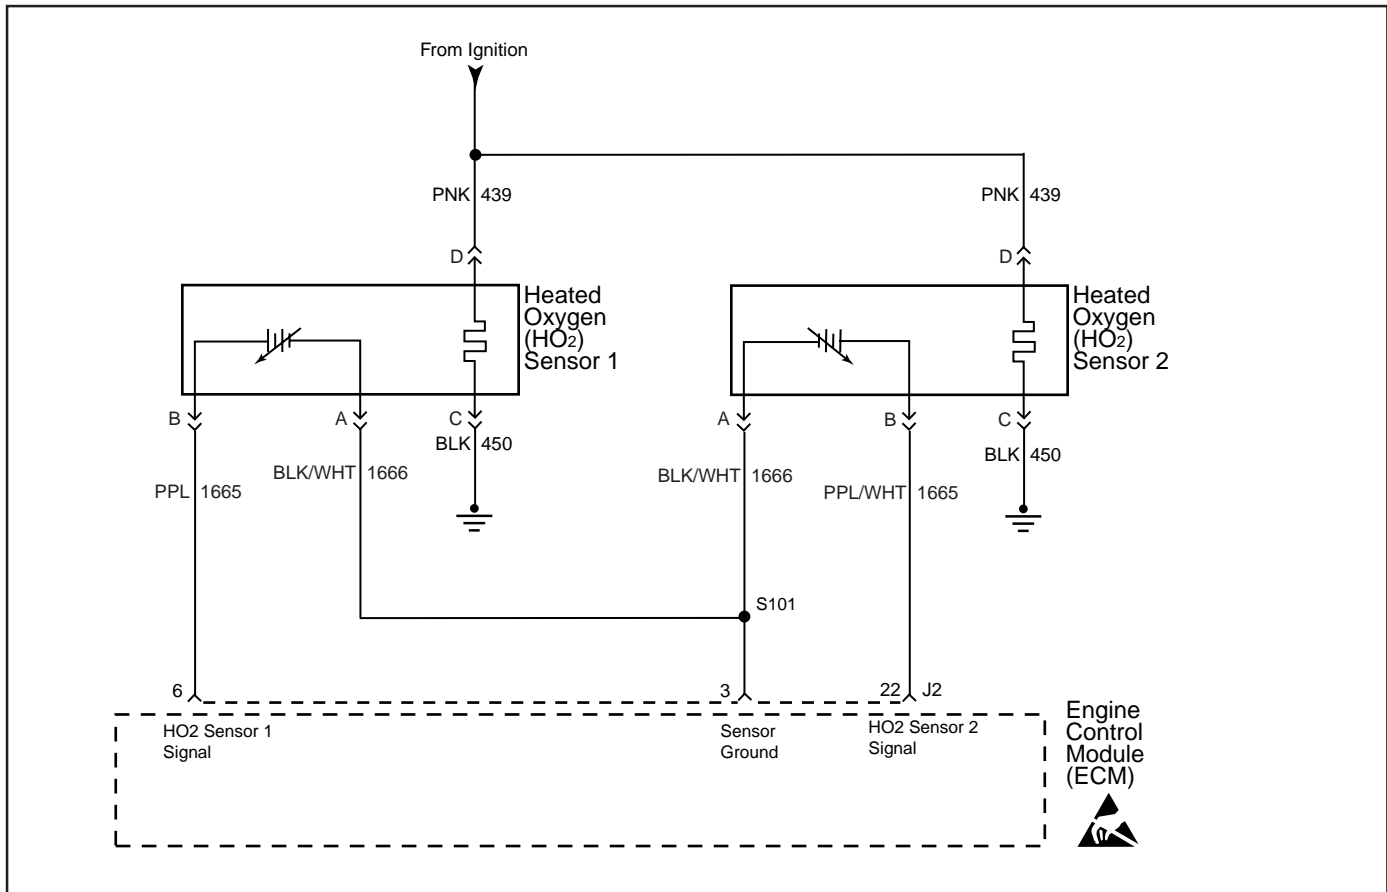 From Ignition
PNK 439
PNK 439
D
D
Heated
Oxygen
(HO2)
Sensor 1
Heated
Oxygen
(HO2)
Sensor 2
B
A
C
A
B
C
BLK 450
BLK 450
BLK/WHT 1666
BLK/WHT 1666
PPL 1665
PPL/WHT 1665
S101
6
3
22
J2
HO2 Sensor 1
Signal
Sensor
Ground
HO2 Sensor 2
Signal
Engine
Control
Module
(ECM)